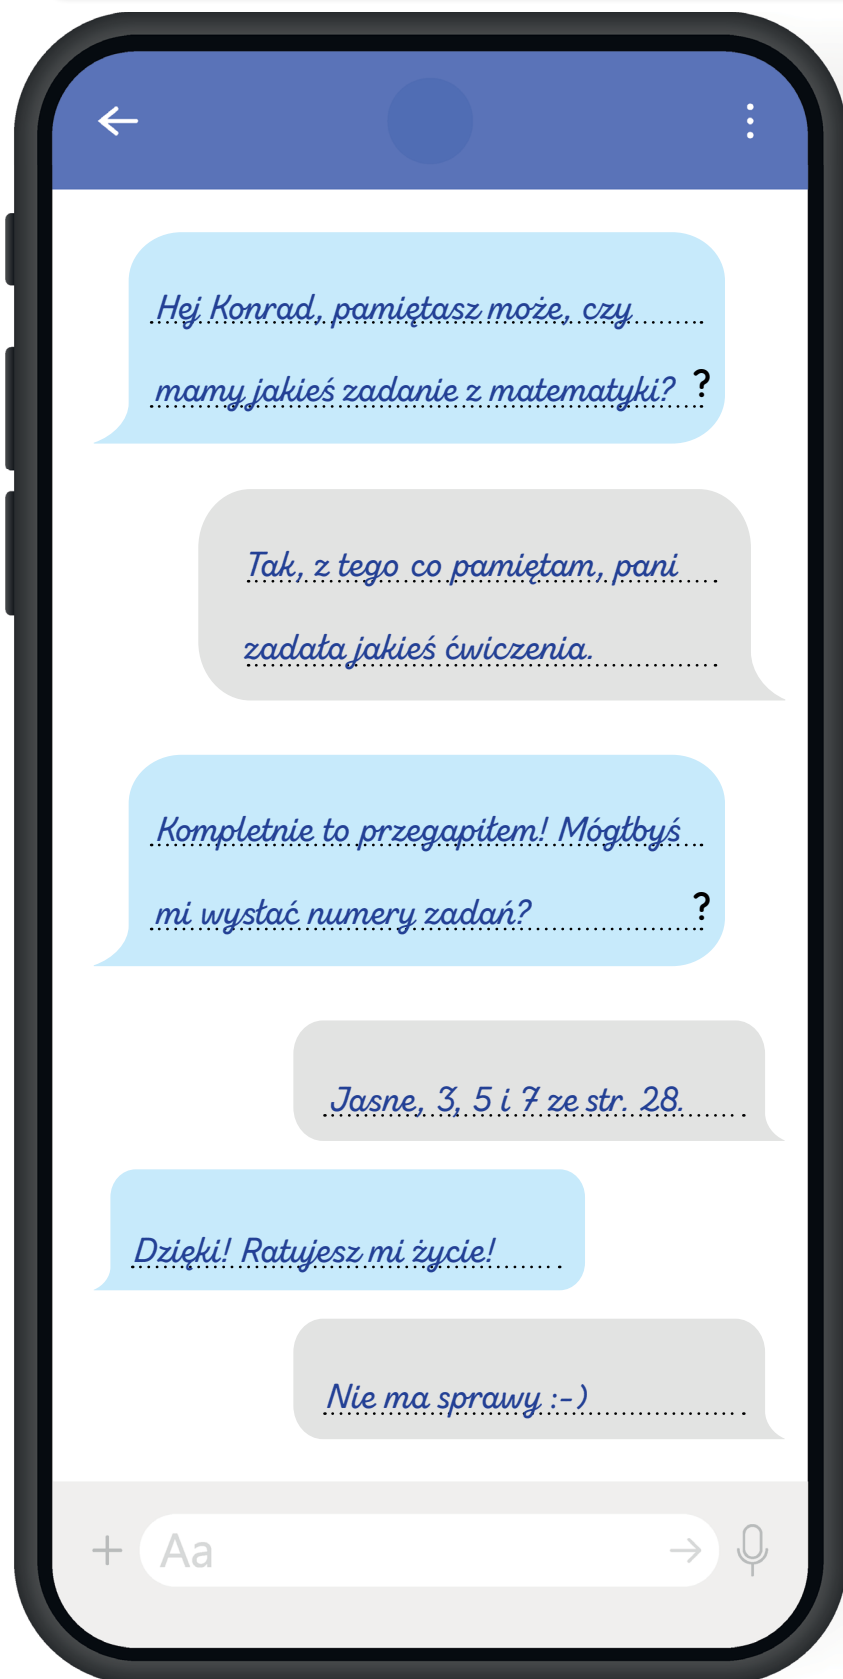 Hej Konrad, pamiętasz może, czy
mamy jakieś zadanie z matematyki? ?
Tak, z tego co pamiętam, pani
zadała jakieś ćwiczenia.
Kompletnie to przegapiłem! Mógłbyś
mi wysłać numery zadań? ?
Jasne, 3, 5 i 7 ze str. 28.
Dzięki! Ratujesz mi życie!
Nie ma sprawy :-)
Aa